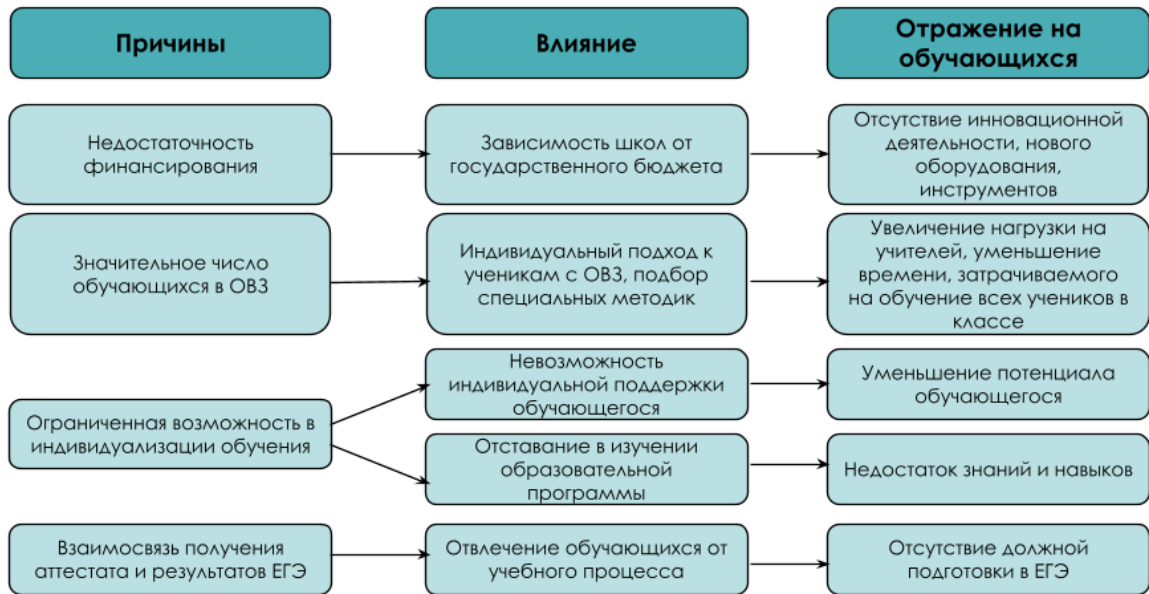 Причины
Влияние
Отражение на
обучающихся
Недостаточность
финансирования
Зависимость школ от
государственного бюджета
Отсутствие инновационной
деятельности, нового
оборудования,
инструментов
Значительное число
обучающихся в ОВЗ
Индивидуальный подход к
ученикам с ОВЗ, подбор
специальных методик
Увеличение нагрузки на
учителей, уменьшение
времени, затрачиваемого
на обучение всех учеников в
классе
Ограниченная возможность в
индивидуализации обучения
Невозможность
индивидуальной поддержки
обучающегося
Уменьшение потенциала
обучающегося
Отставание в изучении
образовательной
программы
Недостаток знаний и навыков
Взаимосвязь получения
аттестата и результатов ЕГЭ
Отвлечение обучающихся от
учебного процесса
Отсутствие должной
подготовки в ЕГЭ